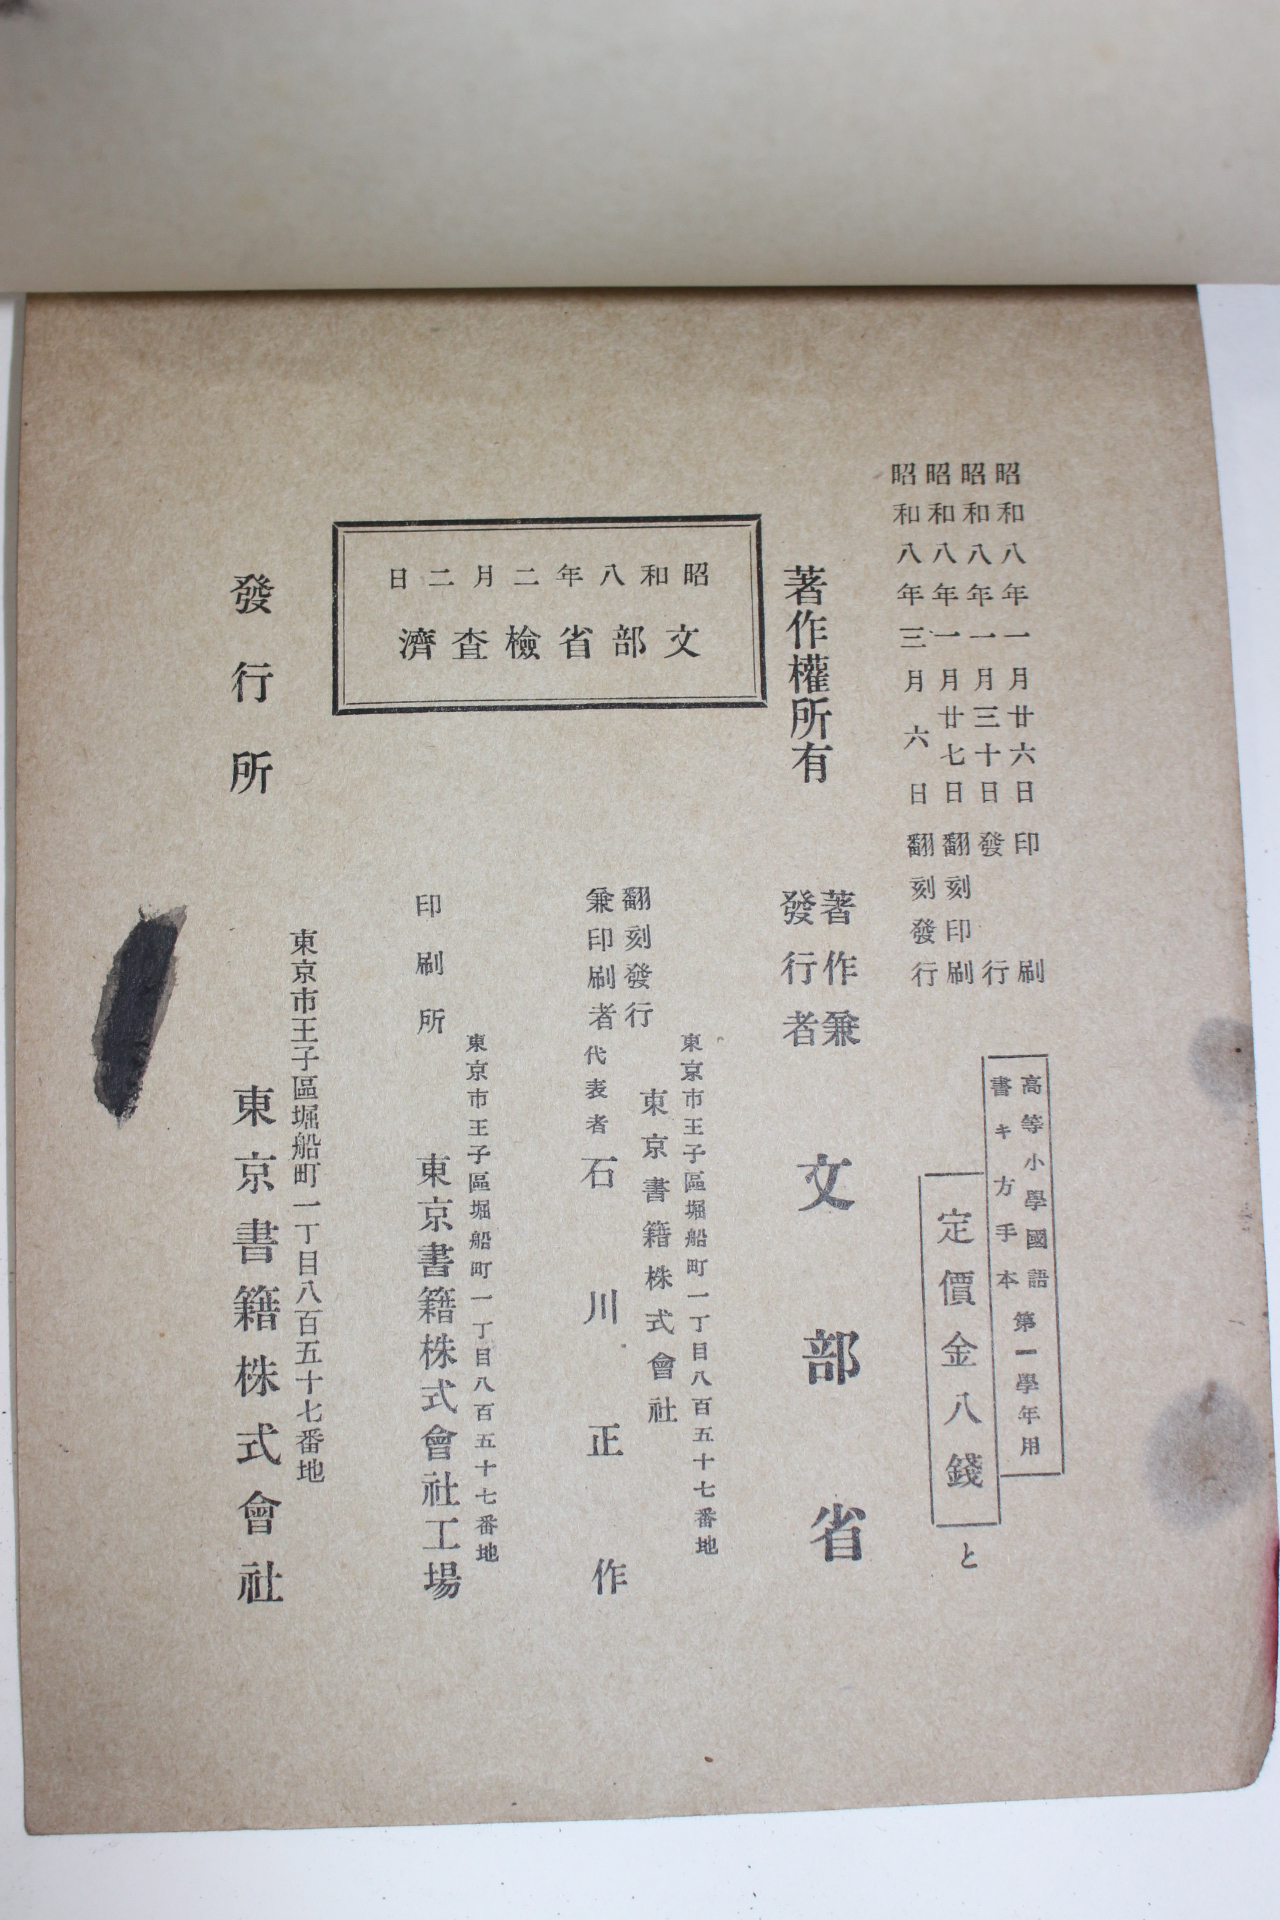 昭和八年一月廿六日印刷
昭和八年一月三十日發行
昭和八年一月廿七日翻刻印刷
昭和八年三月六日翻刻發行
高等小學國語
書キ方手本
第一學年用
定價金八錢
と
著作權所有
著作兼
發行者
文部省
昭和八年二月二日
文部省檢查濟
東京市王子區堀船町一丁目八百五十七番地
翻刻發行
兼印刷者
東京書籍株式會社
代表者 石川正作
東京市王子區堀船町一丁目八百五十七番地
印刷所
東京書籍株式會社工場
東京市王子區堀船町一丁目八百五十七番地
發行所
東京書籍株式會社